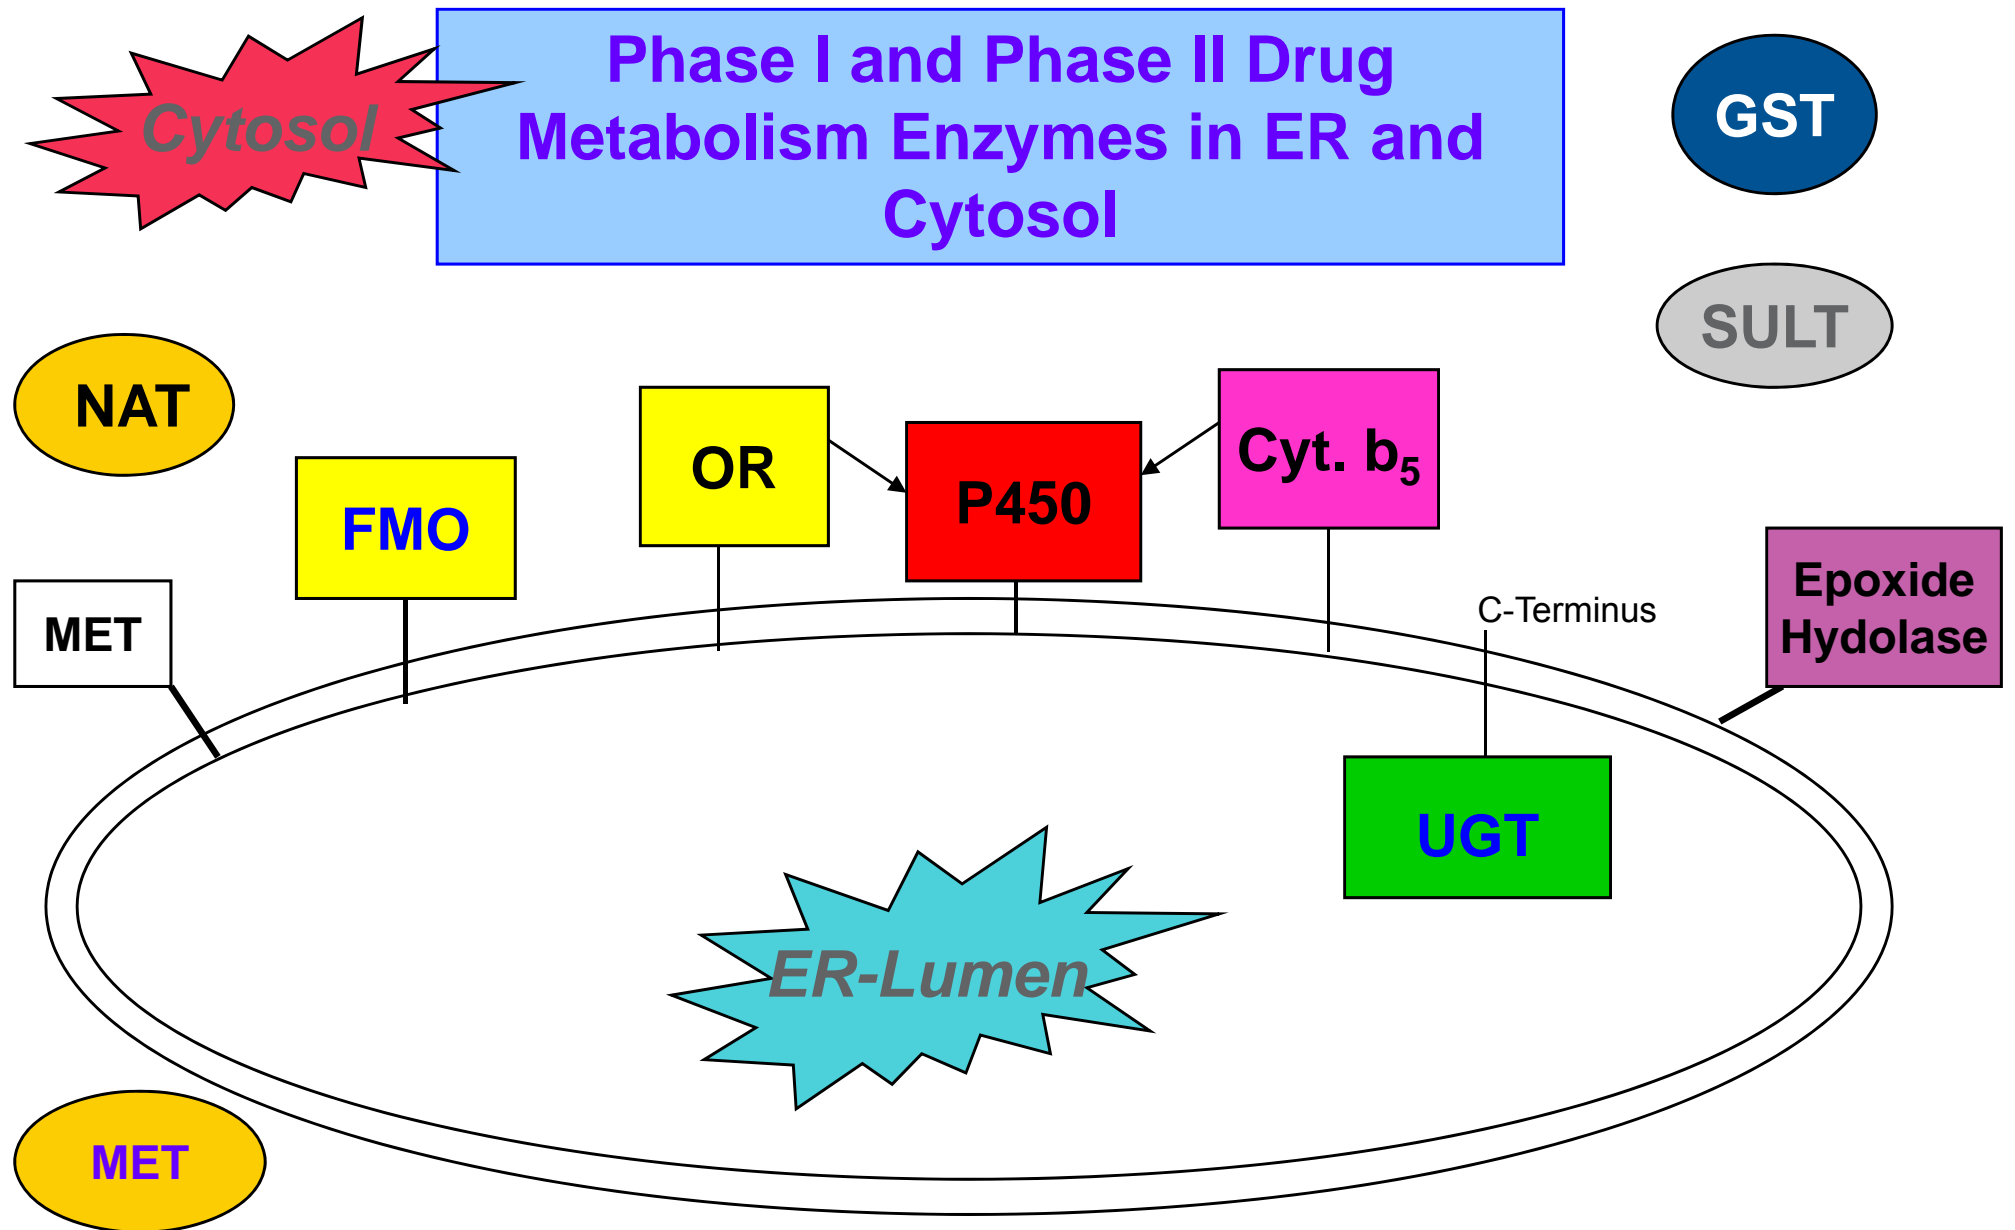 Cytosol
Phase I and Phase II Drug
Metabolism Enzymes in ER and
Cytosol
GST
SULT
NAT
FMO
OR
P450
Cyt. b₅
MET
C-Terminus
Epoxide
Hydolase
UGT
ER-Lumen
MET